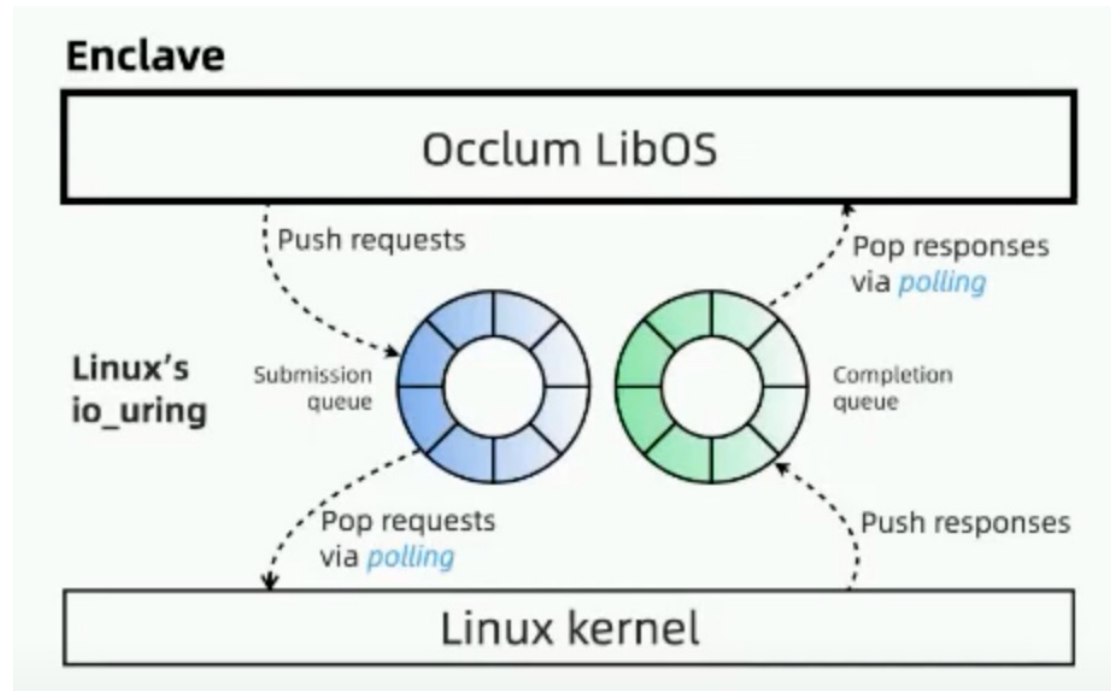 Enclave
Occlum LibOS
Push requests
Pop responses
via polling
Linux's
io_uring
Submission
queue
Completion
queue
Pop requests
via polling
Push responses
Linux kernel